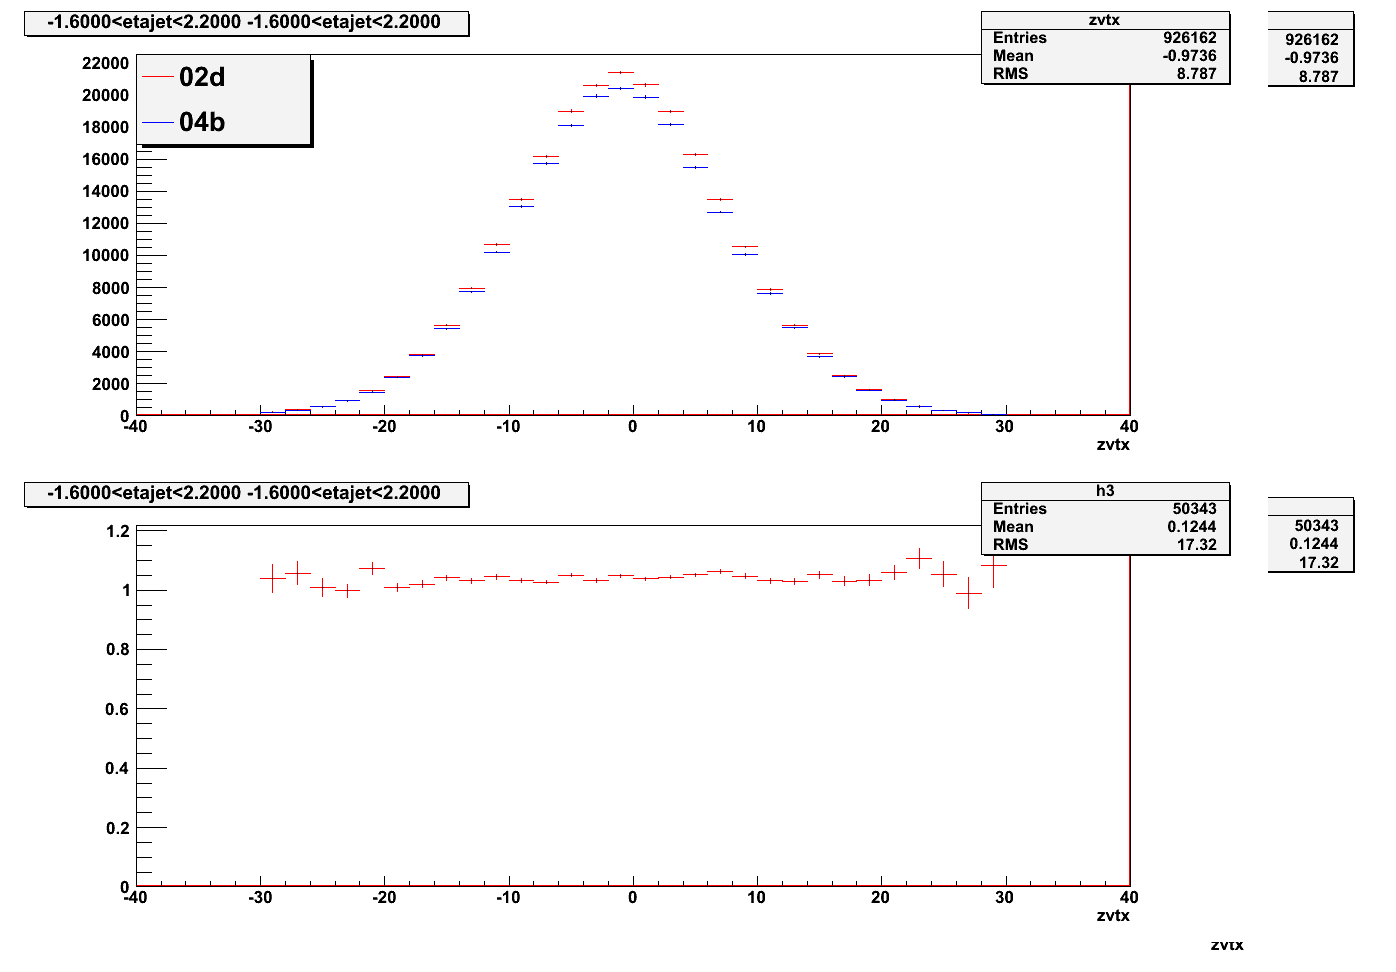 -1.6000<etajet<2.2000 -1.6000<etajet<2.2000
zvtx
Entries 926162
Mean -0.9736
RMS 8.787
926162
-0.9736
8.787
02d
04b
22000
20000
18000
16000
14000
12000
10000
8000
6000
4000
2000
0
-40 -30 -20 -10 0 10 20 30 40
zvtx
-1.6000<etajet<2.2000 -1.6000<etajet<2.2000
h3
Entries 50343
Mean 0.1244
RMS 17.32
50343
0.1244
17.32
1.2
1
0.8
0.6
0.4
0.2
0
-40 -30 -20 -10 0 10 20 30 40
zvtx
zvtx